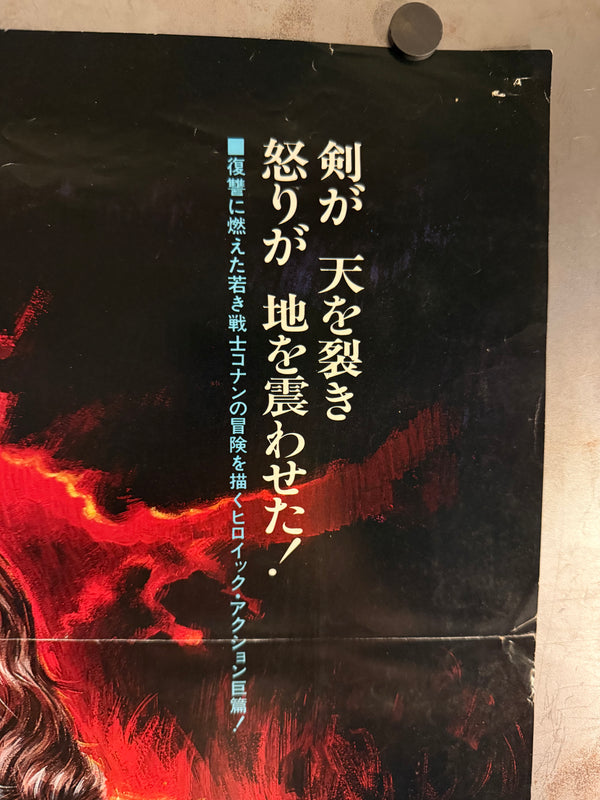 剣が 天を裂き
怒りが 地を震わせた!
■復讐に燃えた若き戦士コナンの冒険を描くヒロイック・アクション巨篇!